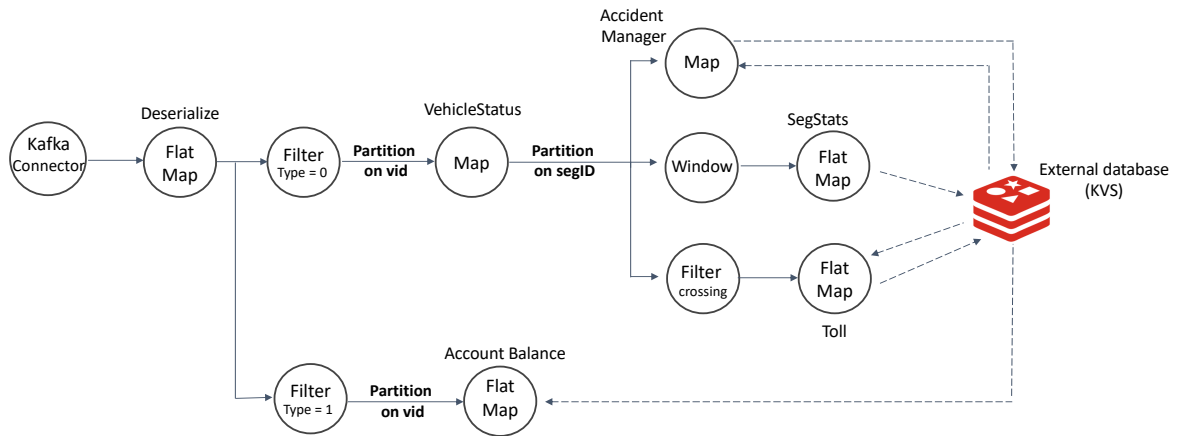 Accident
Manager
Map
Deserialize
VehicleStatus
SegStats
Kafka
Connector
Flat
Map
Filter
Type = 0
Partition
on vid
Map
Partition
on segID
Window
Flat
Map
External database
(KVS)
Filter
crossing
Flat
Map
Toll
Account Balance
Filter
Type = 1
Partition
on vid
Flat
Map